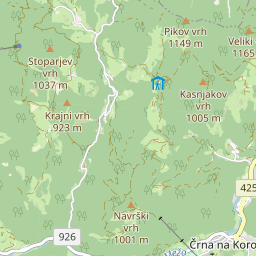 Pikov vrh
1149 m
Veliki
1165
Stoparjev
vrh
1037 m
Kasnjakov
vrh
1005 m
Krajni vrh
923 m
425
Navrški
vrh
1001 m
926
Črna na Koro
Meža